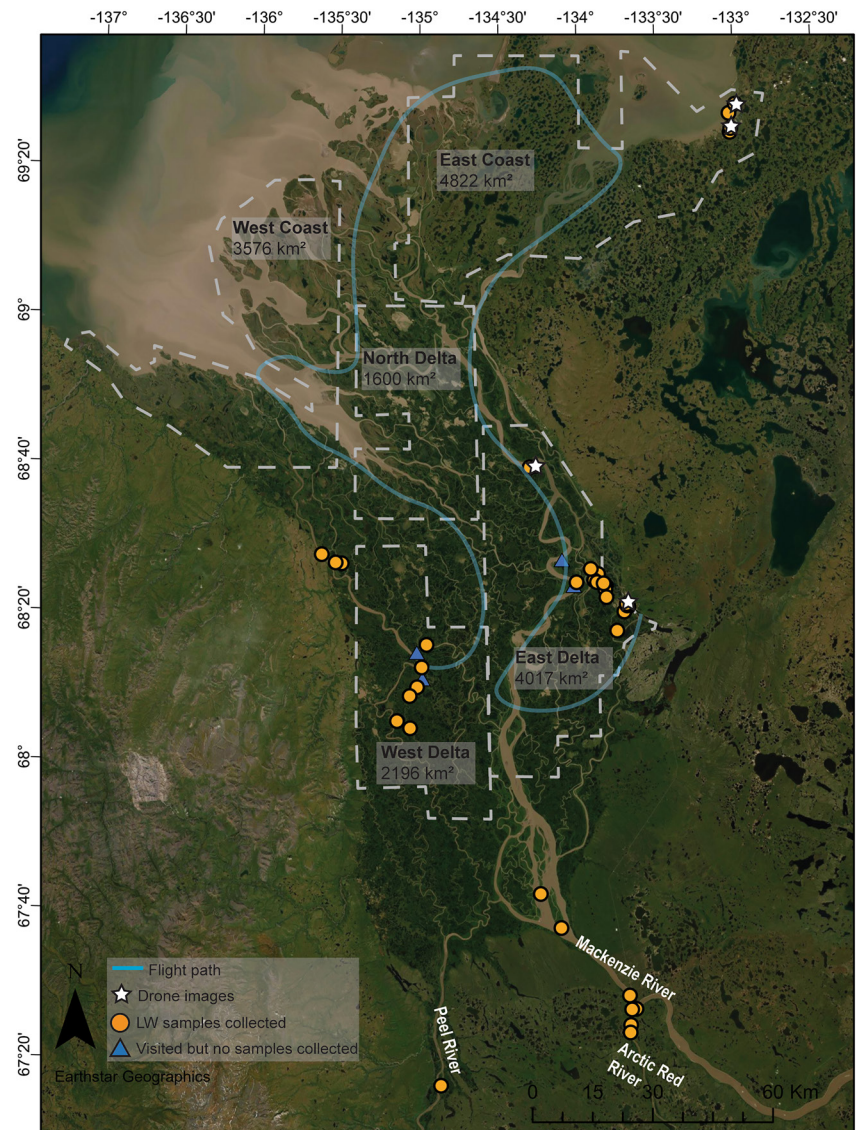 -137°
-136°30'
-136°
-135°30'
-135°
-134°30'
-134°
-133°30'
-133°
-132°30'
69°20'
69°
68°40'
68°20'
68°
67°40'
67°20'
East Coast
4822 km²
West Coast
3576 km²
North Delta
1600 km²
East Delta
4017 km²
West Delta
2196 km²
Mackenzie River
Peel River
Arctic Red
River
N
Flight path
Drone images
LW samples collected
Visited but no samples collected
Earthstar Geographics
0 15 30 60 Km